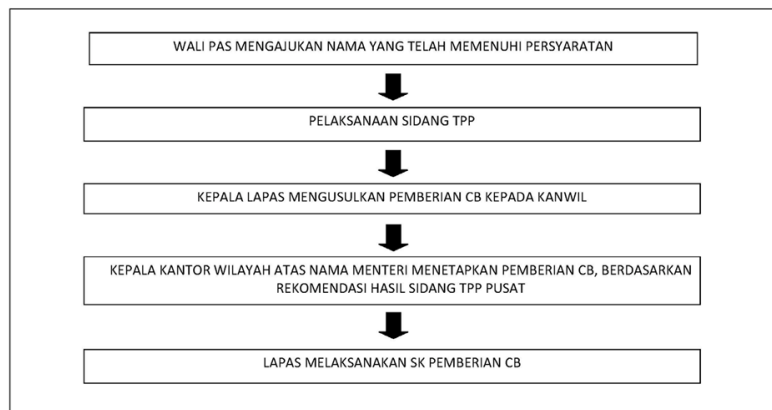 WALI PAS MENGAJUKAN NAMA YANG TELAH MEMENUHI PERSYARATAN
PELAKSANAAN SIDANG TPP
KEPALA LAPAS MENGUSULKAN PEMBERIAN CB KEPADA KANWIL
KEPALA KANTOR WILAYAH ATAS NAMA MENTERI MENETAPKAN PEMBERIAN CB, BERDASARKAN
REKOMENDASI HASIL SIDANG TPP PUSAT
LAPAS MELAKSANAKAN SK PEMBERIAN CB